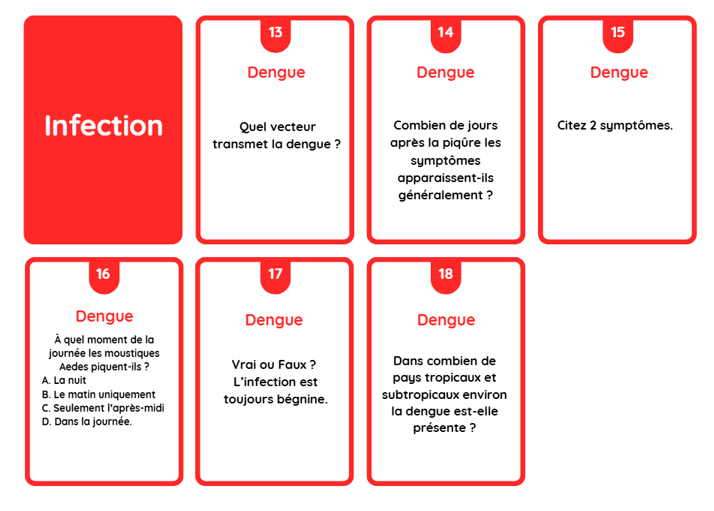 Infection
13
Dengue
Quel vecteur
transmet la dengue ?
14
Dengue
Combien de jours
après la piqûre les
symptômes
apparaissent-ils
généralement ?
15
Dengue
Citez 2 symptômes.
16
Dengue
À quel moment de la
journée les moustiques
Aedes piquent-ils ?
A. La nuit
B. Le matin uniquement
C. Seulement l'après-midi
D. Dans la journée.
17
Dengue
Vrai ou Faux ?
L'infection est
toujours bégnine.
18
Dengue
Dans combien de
pays tropicaux et
subtropicaux environ
la dengue est-elle
présente ?